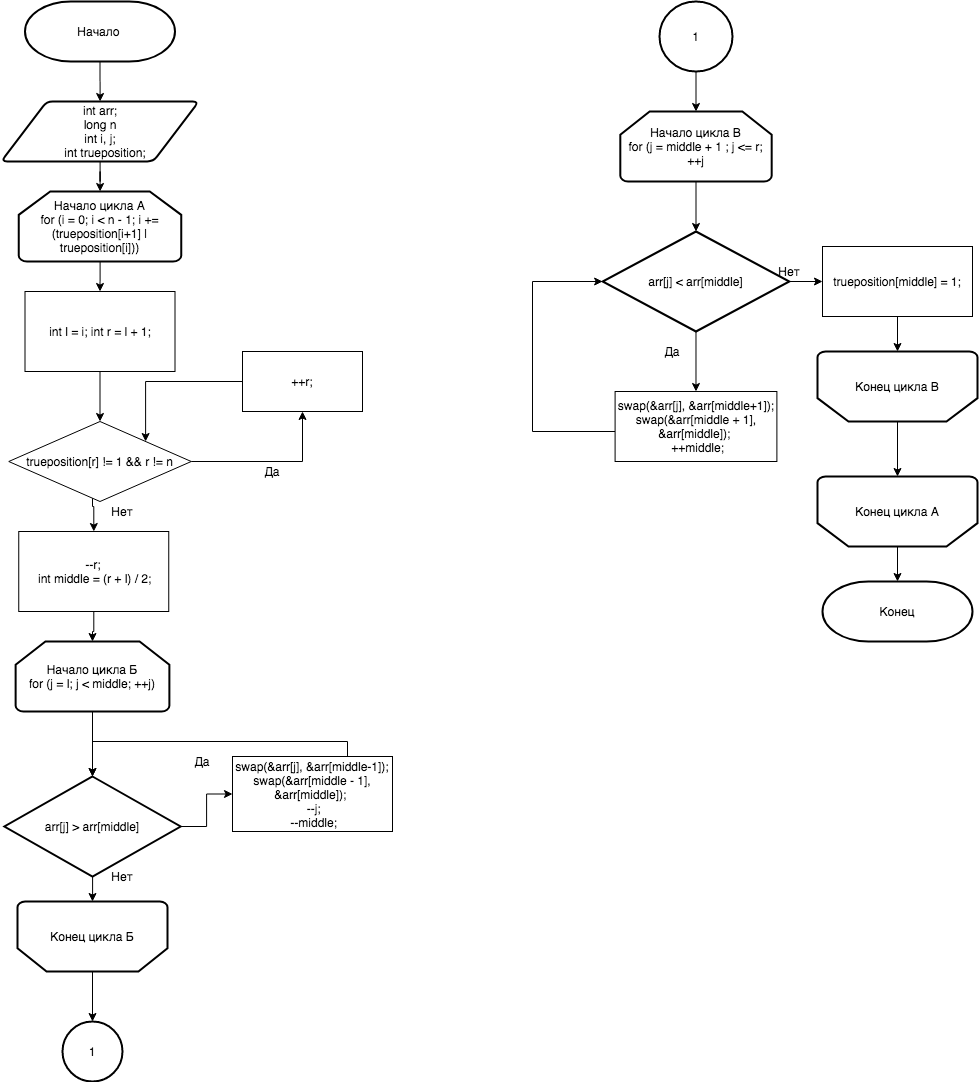 Начало
int arr;
long n
int i, j;
int trueposition;
Начало цикла А
for (i = 0; i < n - 1; i +=
(trueposition[i+1] |
trueposition[i]))
int l = i; int r = l + 1;
++r;
trueposition[r] != 1 && r != n
Да
Нет
--r;
int middle = (r + l) / 2;
Начало цикла Б
for (j = l; j < middle; ++j)
Да
swap(&arr[j], &arr[middle-1]);
swap(&arr[middle - 1],
&arr[middle]);
--j;
--middle;
arr[j] > arr[middle]
Нет
Конец цикла Б
1
1
Начало цикла В
for (j = middle + 1 ; j <= r;
++j
arr[j] < arr[middle]
Нет
trueposition[middle] = 1;
Да
swap(&arr[j], &arr[middle+1]);
swap(&arr[middle + 1],
&arr[middle]);
++middle;
Конец цикла В
Конец цикла А
Конец